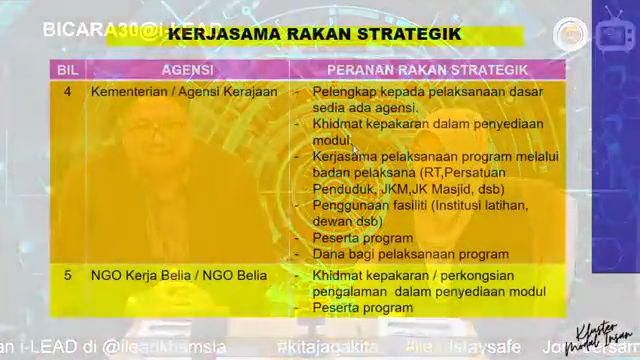 BICARA30@i-LEAD
KERJASAMA RAKAN STRATEGIK
BIL AGENSI PERANAN RAKAN STRATEGIK
4 Kementerian / Agensi Kerajaan - Pelengkap kepada pelaksanaan dasar
sedia ada agensi.
- Khidmat kepakaran dalam penyediaan
modul.
- Kerjasama pelaksanaan program melalui
badan pelaksana (RT,Persatuan
Penduduk, JKM,JK Masjid, dsb)
- Penggunaan fasiliti (Institusi latihan,
dewan dsb)
- Peserta program
- Dana bagi pelaksanaan program
5 NGO Kerja Belia / NGO Belia - Khidmat kepakaran / perkongsian
pengalaman dalam penyediaan modul
- Peserta program
Kluster
Modal Insan
an i-LEAD di @ileadkhamsia #kitajagakita #ileadstaysafe